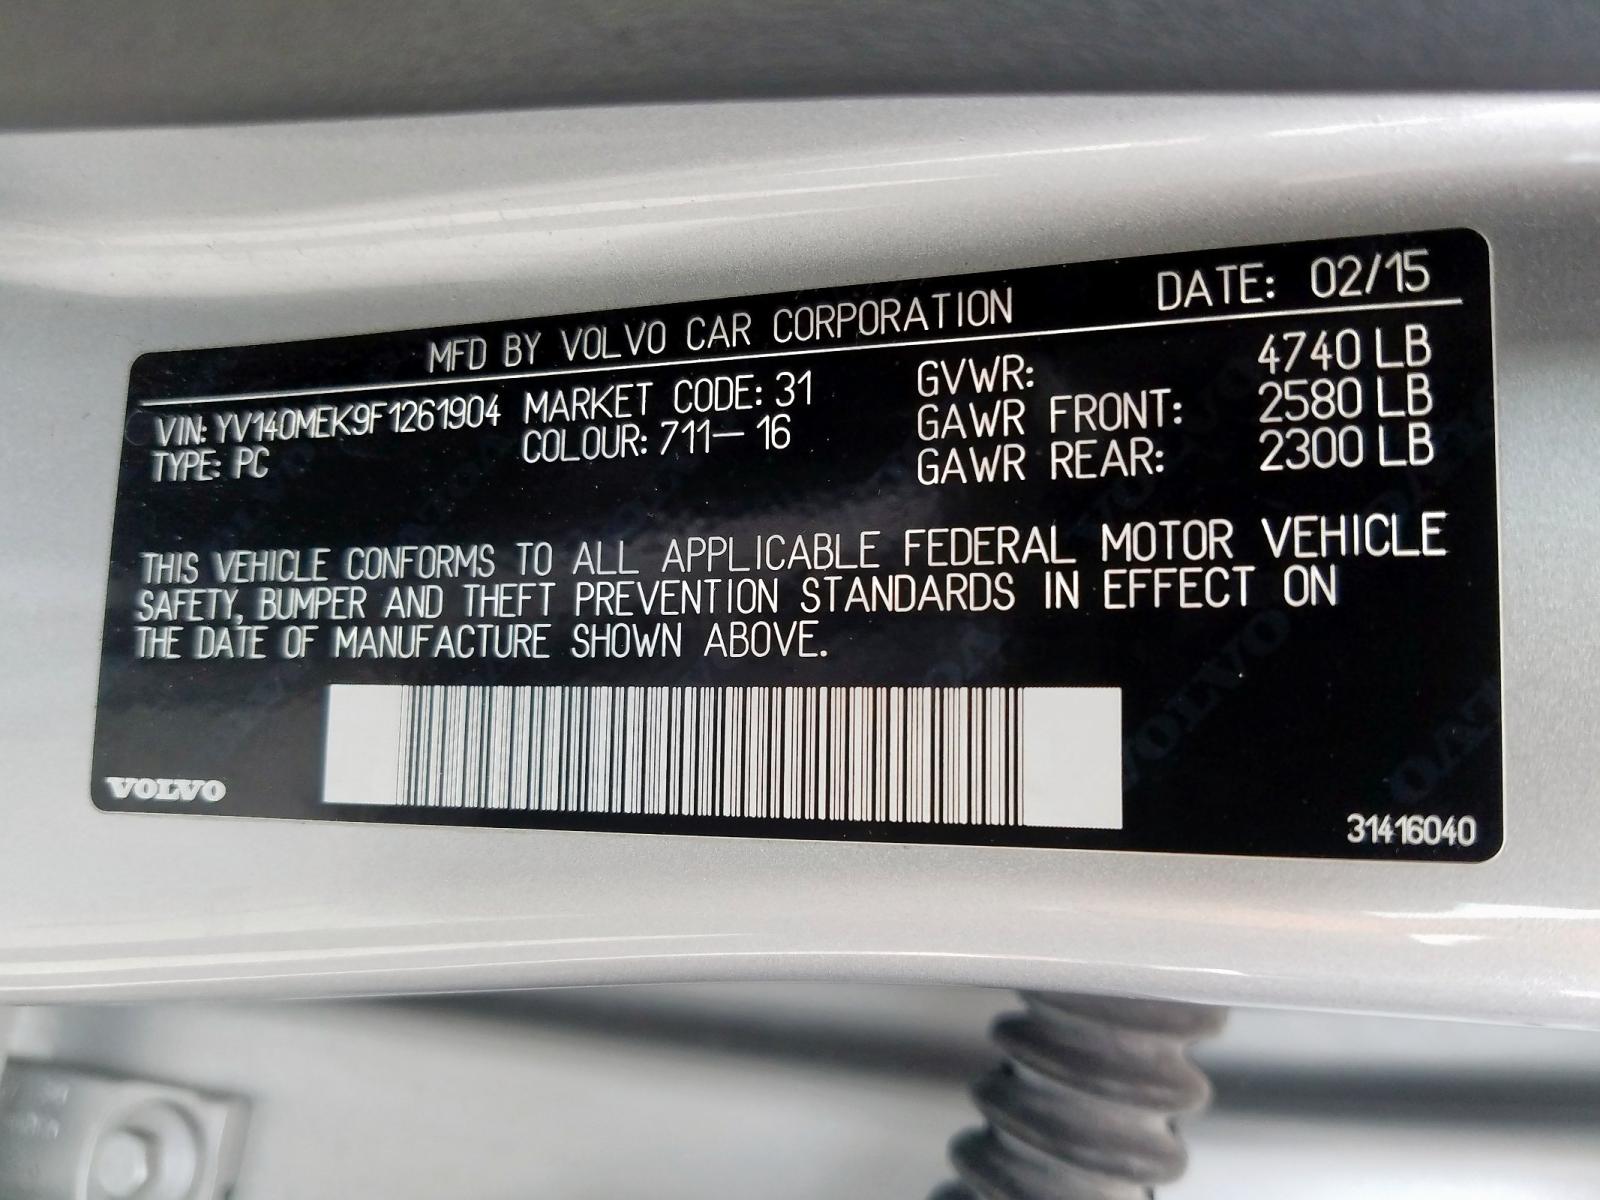 MFD BY VOLVO CAR CORPORATION DATE: 02/15
VIN: YV140MEK9F1261904 MARKET CODE: 31 GVWR: 4740 LB
TYPE: PC COLOUR: 711-16 GAWR FRONT: 2580 LB
GAWR REAR: 2300 LB
THIS VEHICLE CONFORMS TO ALL APPLICABLE FEDERAL MOTOR VEHICLE
SAFETY, BUMPER AND THEFT PREVENTION STANDARDS IN EFFECT ON
THE DATE OF MANUFACTURE SHOWN ABOVE.
VOLVO
31416040